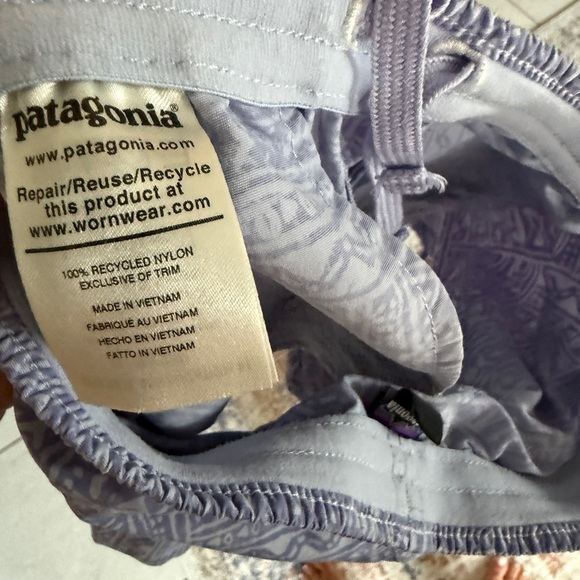 patagonia®
www.patagonia.com
Repair/Reuse/Recycle
this product at
www.wornwear.com
100% RECYCLED NYLON
EXCLUSIVE OF TRIM
MADE IN VIETNAM
FABRIQUÉ AU VIETNAM
HECHO EN VIETNAM
FATTO IN VIETNAM